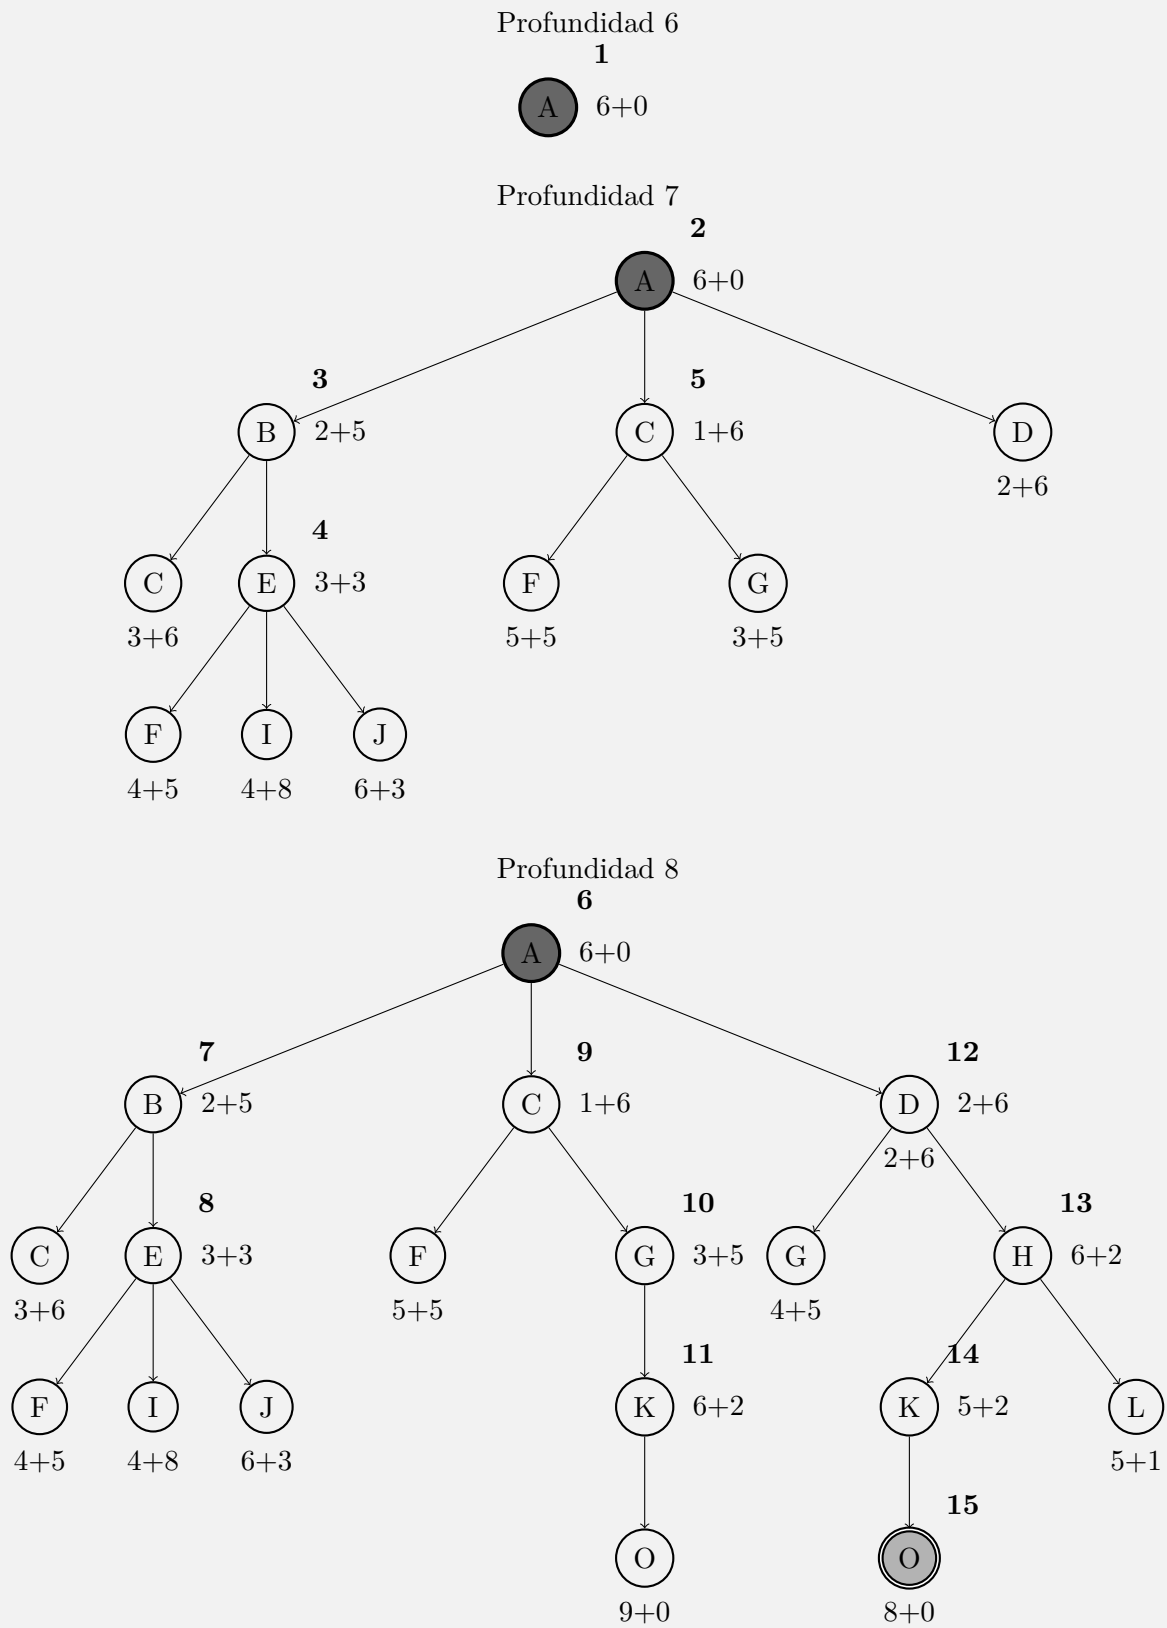 Profundidad 6
1
A 6+0
Profundidad 7
2
A 6+0
3 5
B 2+5 C 1+6 D
2+6
4
C E 3+3 F G
3+6 5+5 3+5
F I J
4+5 4+8 6+3
Profundidad 8
6
A 6+0
7 9 12
B 2+5 C 1+6 D 2+6
2+6
8 10 13
C E 3+3 F G 3+5 G H 6+2
3+6 5+5 4+5
11 14
F I J K 6+2 K 5+2 L
4+5 4+8 6+3 5+1
15
O O
9+0 8+0